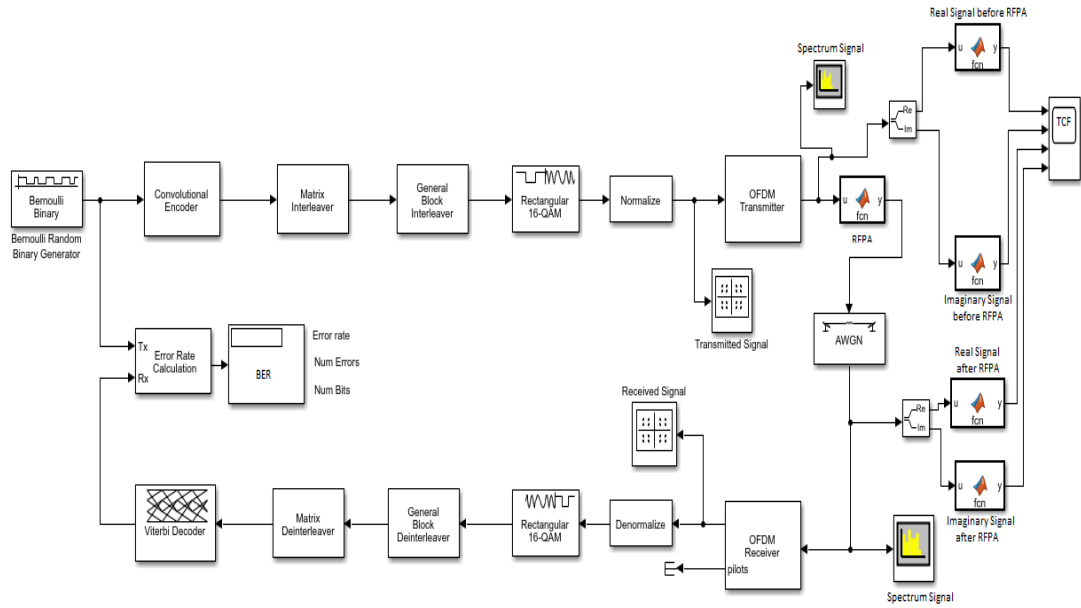 Real Signal before RFPA
u
y
fcn
Spectrum Signal
Re
Im
TCF
Bernoulli
Binary
Bernoulli Random
Binary Generator
Convolutional
Encoder
Matrix
Interleaver
General
Block
Interleaver
Rectangular
16-QAM
Normalize
OFDM
Transmitter
u
y
fcn
RFPA
u
y
fcn
Imaginary Signal
before RFPA
Transmitted Signal
AWGN
Tx
Rx
Error Rate
Calculation
BER
Error rate
Num Errors
Num Bits
Real Signal
after RFPA
u
y
fcn
Received Signal
Re
Im
u
y
fcn
Imaginary Signal
after RFPA
Viterbi Decoder
Matrix
Deinterleaver
General
Block
Deinterleaver
Rectangular
16-QAM
Denormalize
OFDM
Receiver
pilots
Spectrum Signal